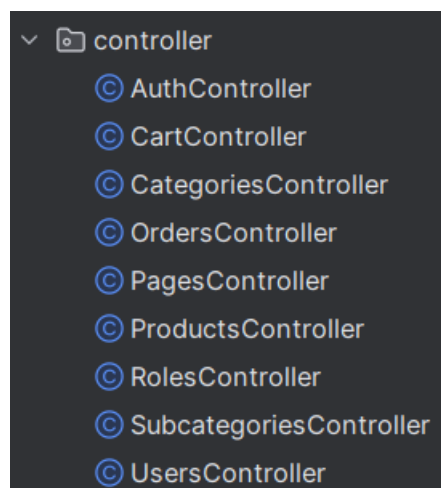 controller
© AuthController
© CartController
© CategoriesController
© OrdersController
© PagesController
© ProductsController
© RolesController
© SubcategoriesController
© UsersController